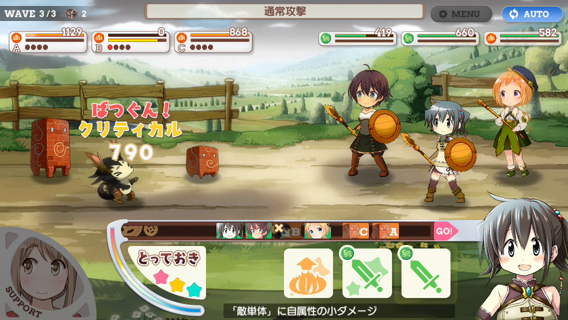 WAVE 3/3 2
通常攻撃
MENU
AUTO
1129
A
0
B
868
C
419
660
582
ばつぐん！
クリティカル
790
B C A GO!
とっておき
SUPPORT
「敵単体」に自属性の小ダメージ